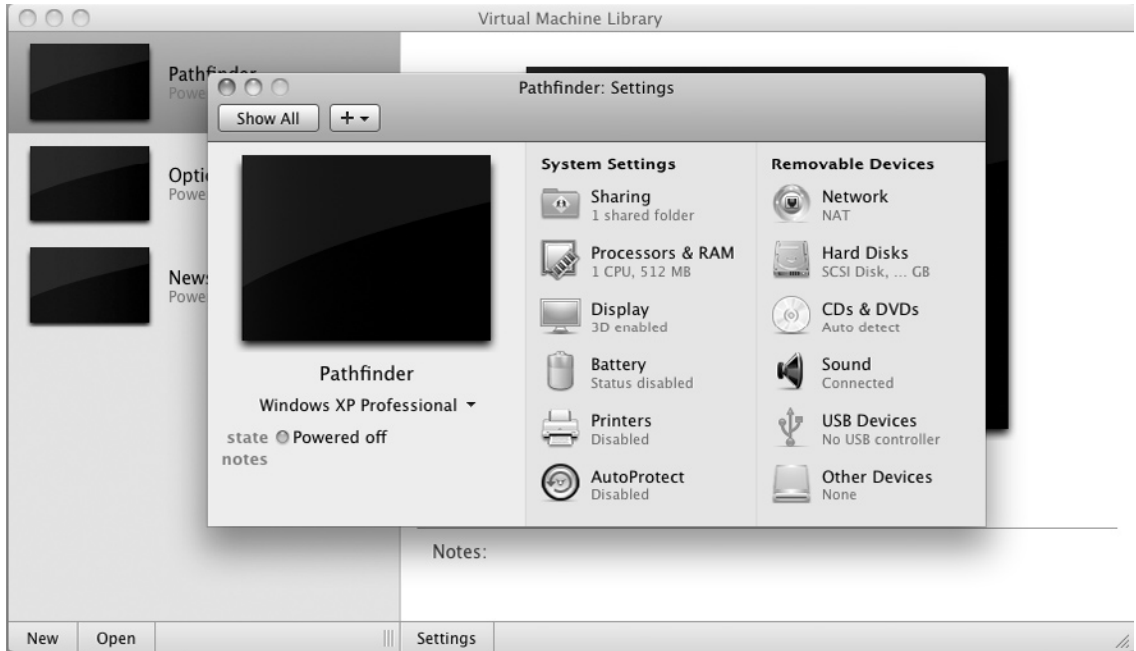 Virtual Machine Library
Pathfinder
Pathfinder: Settings
Show All
System Settings
Sharing
1 shared folder
Processors & RAM
1 CPU, 512 MB
Display
3D enabled
Battery
Status disabled
Printers
Disabled
AutoProtect
Disabled
Removable Devices
Network
NAT
Hard Disks
SCSI Disk, ... GB
CDs & DVDs
Auto detect
Sound
Connected
USB Devices
No USB controller
Other Devices
None
Pathfinder
Windows XP Professional
state Powered off
notes
Notes:
New Open Settings